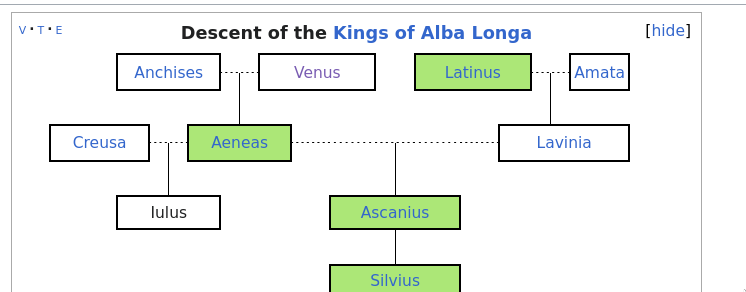 V · T · E
Descent of the Kings of Alba Longa
[hide]
Anchises
Venus
Latinus
Amata
Creusa
Aeneas
Lavinia
Iulus
Ascanius
Silvius